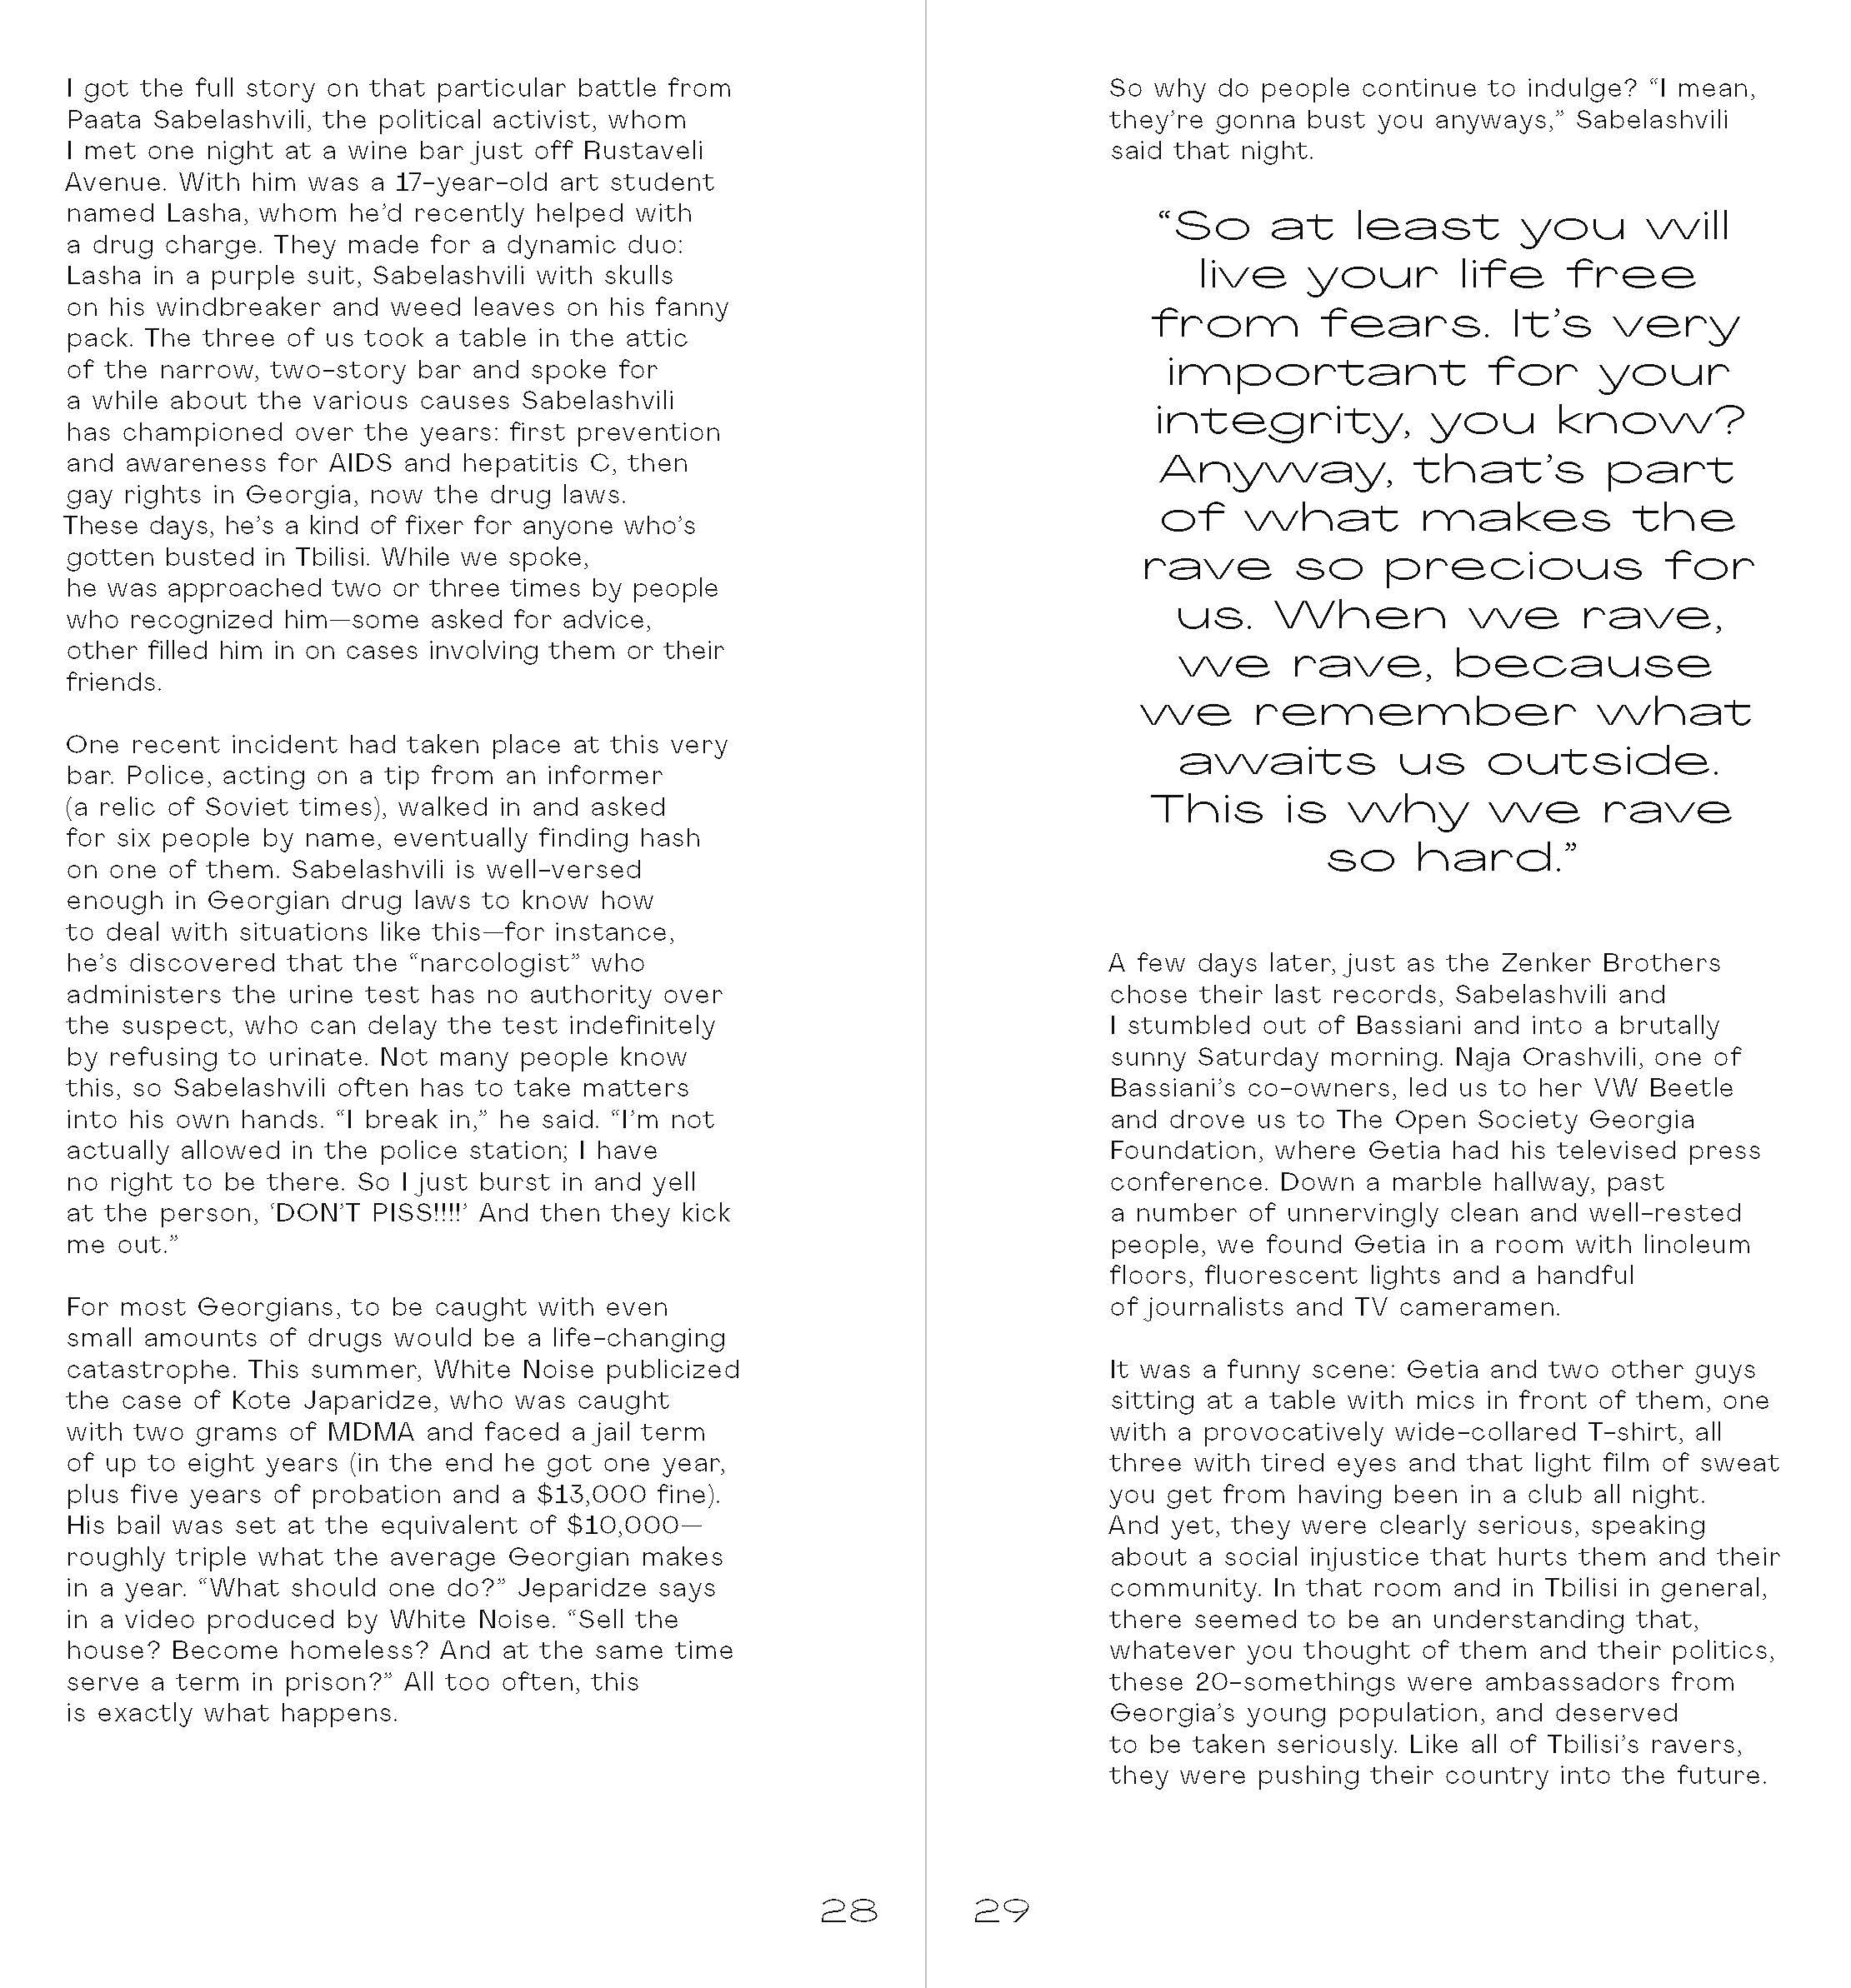 I got the full story on that particular battle from
Paata Sabelashvili, the political activist, whom
I met one night at a wine bar just off Rustaveli
Avenue. With him was a 17-year-old art student
named Lasha, whom he’d recently helped with
a drug charge. They made for a dynamic duo:
Lasha in a purple suit, Sabelashvili with skulls
on his windbreaker and weed leaves on his fanny
pack. The three of us took a table in the attic
of the narrow, two-story bar and spoke for
a while about the various causes Sabelashvili
has championed over the years: first prevention
and awareness for AIDS and hepatitis C, then
gay rights in Georgia, now the drug laws.
These days, he’s a kind of fixer for anyone who’s
gotten busted in Tbilisi. While we spoke,
he was approached two or three times by people
who recognized him—some asked for advice,
other filled him in on cases involving them or their
friends.
One recent incident had taken place at this very
bar. Police, acting on a tip from an informer
(a relic of Soviet times), walked in and asked
for six people by name, eventually finding hash
on one of them. Sabelashvili is well-versed
enough in Georgian drug laws to know how
to deal with situations like this—for instance,
he’s discovered that the “narcologist” who
administers the urine test has no authority over
the suspect, who can delay the test indefinitely
by refusing to urinate. Not many people know
this, so Sabelashvili often has to take matters
into his own hands. “I break in,” he said. “I’m not
actually allowed in the police station; I have
no right to be there. So I just burst in and yell
at the person, ‘DON’T PISS!!!!’ And then they kick
me out.”
For most Georgians, to be caught with even
small amounts of drugs would be a life-changing
catastrophe. This summer, White Noise publicized
the case of Kote Japaridze, who was caught
with two grams of MDMA and faced a jail term
of up to eight years (in the end he got one year,
plus five years of probation and a $13,000 fine).
His bail was set at the equivalent of $10,000—
roughly triple what the average Georgian makes
in a year. “What should one do?” Jeparidze says
in a video produced by White Noise. “Sell the
house? Become homeless? And at the same time
serve a term in prison?” All too often, this
is exactly what happens.
28
So why do people continue to indulge? “I mean,
they’re gonna bust you anyways,” Sabelashvili
said that night.
“So at least you will
live your life free
from fears. It’s very
important for your
integrity, you know?
Anyway, that’s part
of what makes the
rave so precious for
us. When we rave,
we rave, because
we remember what
awaits us outside.
This is why we rave
so hard.”
A few days later, just as the Zenker Brothers
chose their last records, Sabelashvili and
I stumbled out of Bassiani and into a brutally
sunny Saturday morning. Naja Orashvili, one of
Bassiani’s co-owners, led us to her VW Beetle
and drove us to The Open Society Georgia
Foundation, where Getia had his televised press
conference. Down a marble hallway, past
a number of unnervingly clean and well-rested
people, we found Getia in a room with linoleum
floors, fluorescent lights and a handful
of journalists and TV cameramen.
It was a funny scene: Getia and two other guys
sitting at a table with mics in front of them, one
with a provocatively wide-collared T-shirt, all
three with tired eyes and that light film of sweat
you get from having been in a club all night.
And yet, they were clearly serious, speaking
about a social injustice that hurts them and their
community. In that room and in Tbilisi in general,
there seemed to be an understanding that,
whatever you thought of them and their politics,
these 20-somethings were ambassadors from
Georgia’s young population, and deserved
to be taken seriously. Like all of Tbilisi’s ravers,
they were pushing their country into the future.
29